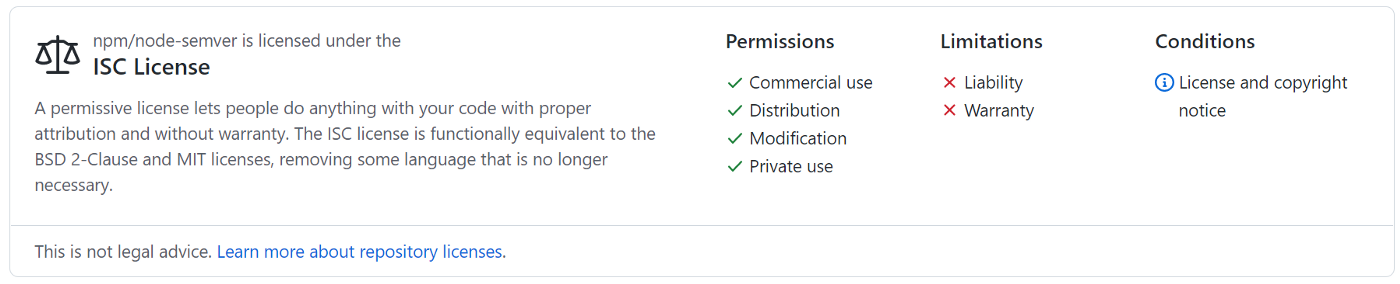 npm/node-semver is licensed under the
ISC License
A permissive license lets people do anything with your code with proper
attribution and without warranty. The ISC license is functionally equivalent to the
BSD 2-Clause and MIT licenses, removing some language that is no longer
necessary.
Permissions
Commercial use
Distribution
Modification
Private use
Limitations
Liability
Warranty
Conditions
License and copyright
notice
This is not legal advice. Learn more about repository licenses.